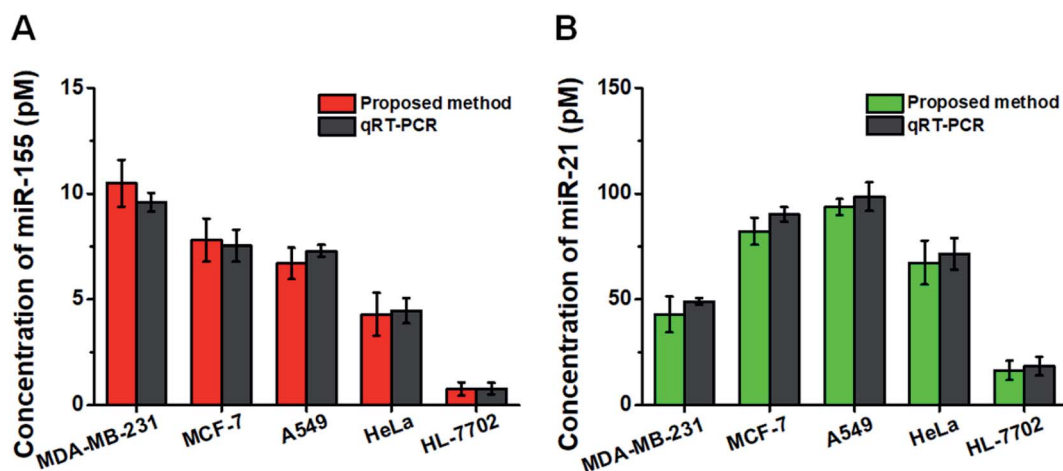 A
Concentration of miR-155 (pM)
15
10
5
0
Proposed method
qRT-PCR
MDA-MB-231
MCF-7
A549
HeLa
HL-7702
B
Concentration of miR-21 (pM)
150
100
50
0
Proposed method
qRT-PCR
MDA-MB-231
MCF-7
A549
HeLa
HL-7702